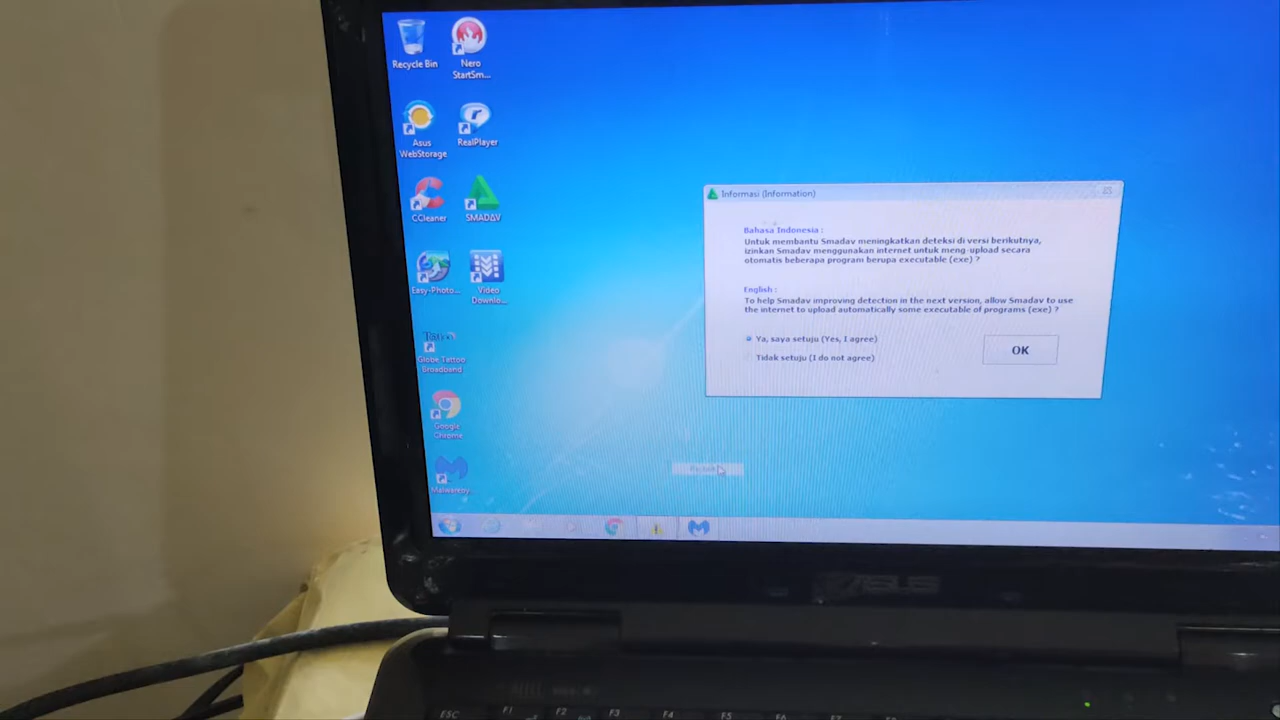 Recycle Bin
Nero
StartSm...
Asus
WebStorage
RealPlayer
CCleaner
SMADAV
Easy-Photo...
Video
Downlo...
Globe Tattoo
Broadband
Google
Chrome
Malwareby...
Informasi (Information)
Bahasa Indonesia :
Untuk membantu Smadav meningkatkan deteksi di versi berikutnya,
izinkan Smadav menggunakan internet untuk meng-upload secara
otomatis beberapa program berupa executable (exe) ?
English :
To help Smadav improving detection in the next version, allow Smadav to use
the internet to upload automatically some executable of programs (exe) ?
Ya, saya setuju (Yes, I agree)
Tidak setuju (I do not agree)
OK
ASUS
ESC
F1
F2
F3
F4
F5